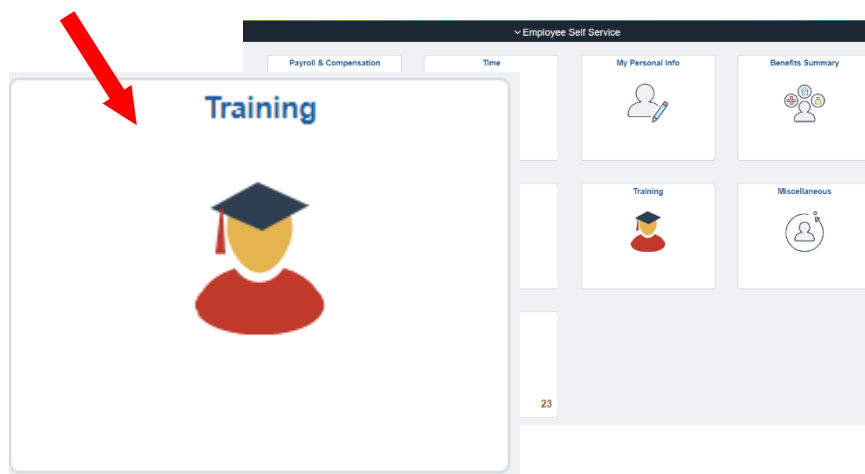 Employee Self Service
Payroll & Compensation
Time
My Personal Info
Benefits Summary
Training
Training
Miscellaneous
23